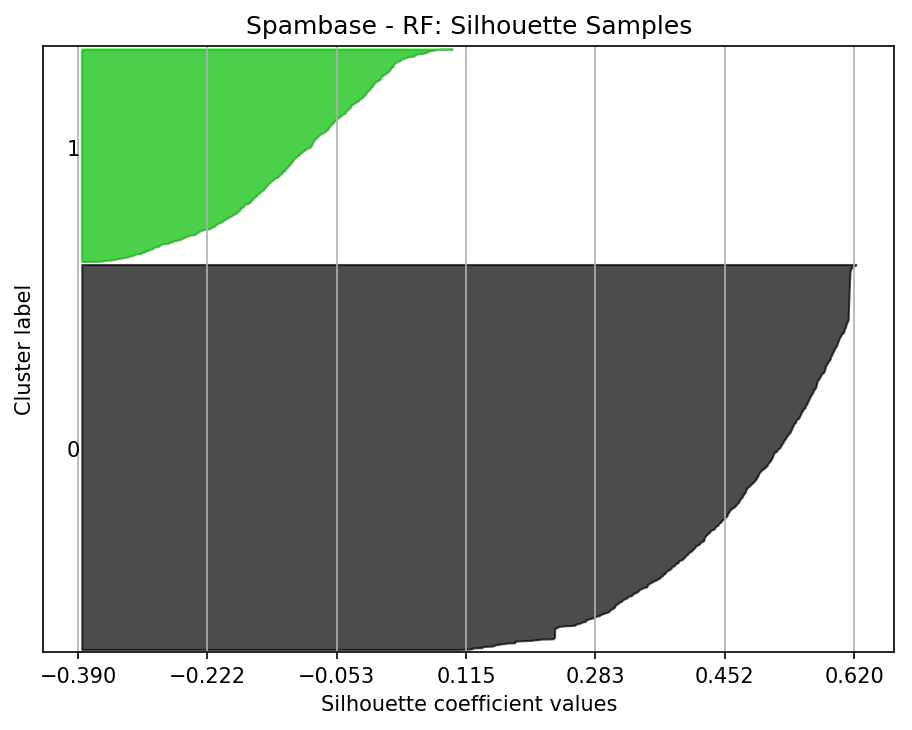 Spambase - RF: Silhouette Samples
Cluster label
1
0
−0.390 −0.222 −0.053 0.115 0.283 0.452 0.620
Silhouette coefficient values